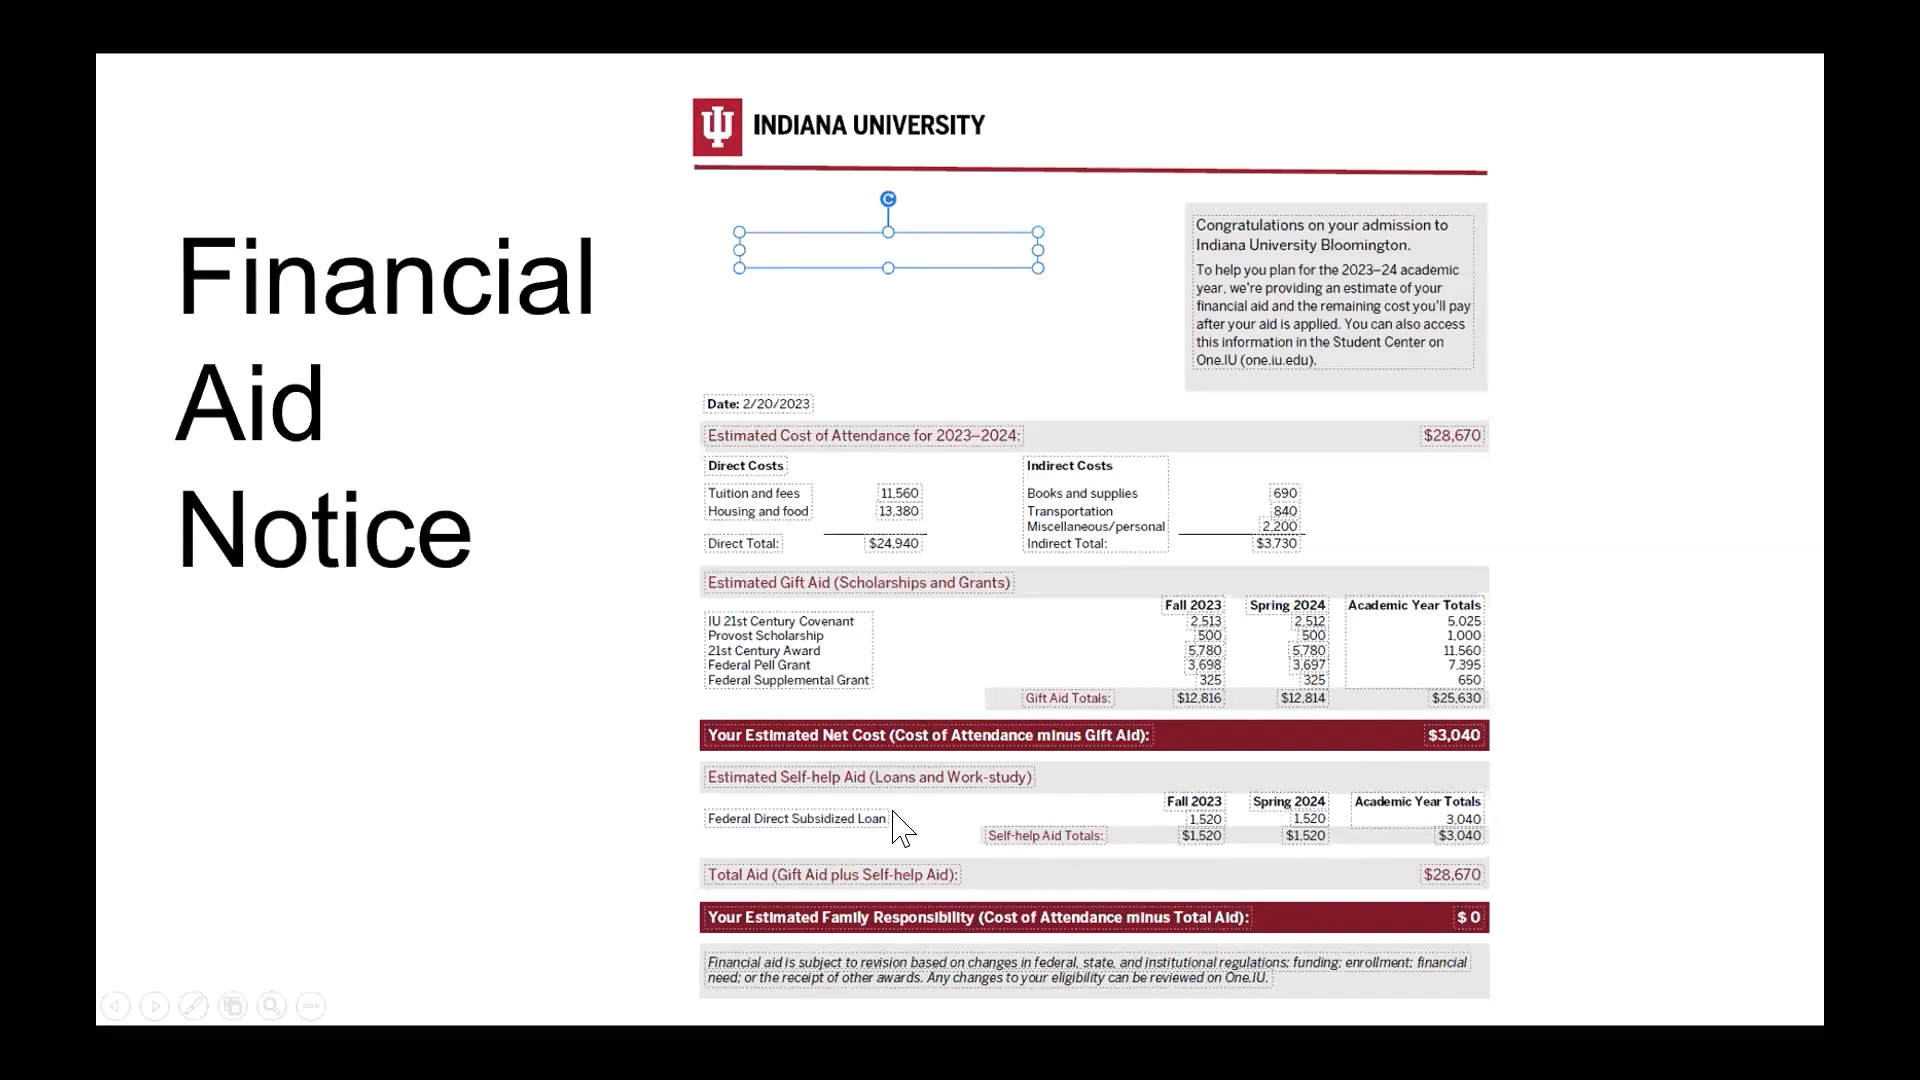 Financial
Aid
Notice
INDIANA UNIVERSITY
Congratulations on your admission to
Indiana University Bloomington.
To help you plan for the 2023–24 academic
year, we're providing an estimate of your
financial aid and the remaining cost you'll pay
after your aid is applied. You can also access
this information in the Student Center on
One.IU (one.iu.edu).
Date: 2/20/2023
Estimated Cost of Attendance for 2023–2024: $28,670
Direct Costs Indirect Costs
Tuition and fees 11,560 Books and supplies 690
Housing and food 13,380 Transportation 840
Miscellaneous/personal 2,200
Direct Total: $24,940 Indirect Total: $3,730
Estimated Gift Aid (Scholarships and Grants)
Fall 2023 Spring 2024 Academic Year Totals
IU 21st Century Covenant 2,513 2,512 5,025
Provost Scholarship 500 500 1,000
21st Century Award 5,780 5,780 11,560
Federal Pell Grant 3,698 3,697 7,395
Federal Supplemental Grant 325 325 650
Gift Aid Totals: $12,816 $12,814 $25,630
Your Estimated Net Cost (Cost of Attendance minus Gift Aid): $3,040
Estimated Self-help Aid (Loans and Work-study)
Fall 2023 Spring 2024 Academic Year Totals
Federal Direct Subsidized Loan 1,520 1,520 3,040
Self-help Aid Totals: $1,520 $1,520 $3,040
Total Aid (Gift Aid plus Self-help Aid): $28,670
Your Estimated Family Responsibility (Cost of Attendance minus Total Aid): $ 0
Financial aid is subject to revision based on changes in federal, state, and institutional regulations; funding; enrollment; financial
need; or the receipt of other awards. Any changes to your eligibility can be reviewed on One.IU.